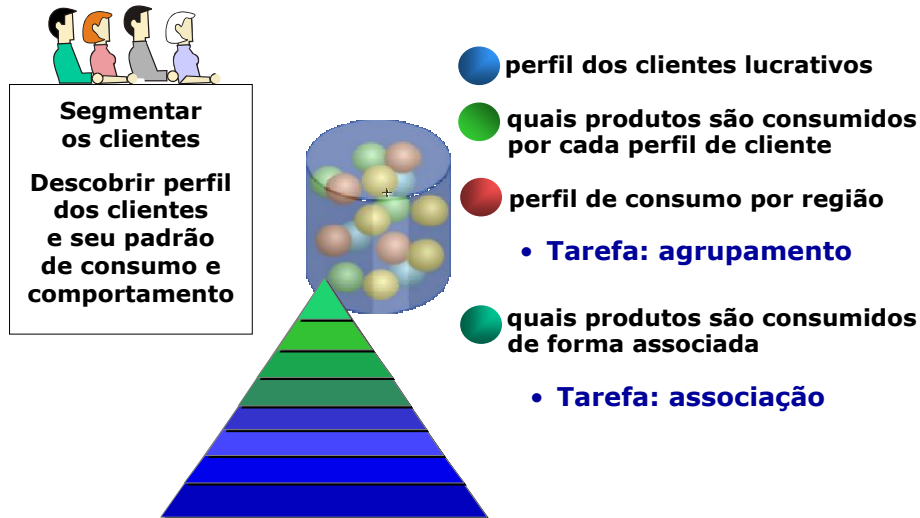 Segmentar
os clientes
Descobrir perfil
dos clientes
e seu padrão
de consumo e
comportamento
perfil dos clientes lucrativos
quais produtos são consumidos
por cada perfil de cliente
perfil de consumo por região
• Tarefa: agrupamento
quais produtos são consumidos
de forma associada
• Tarefa: associação